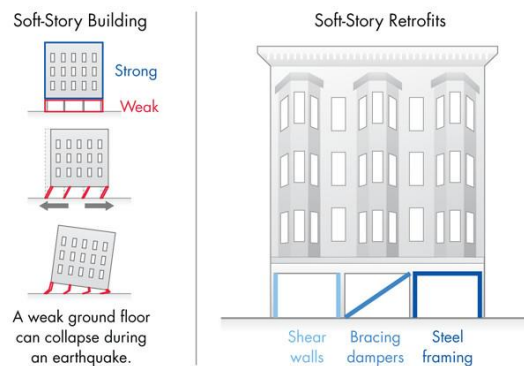 Soft-Story Building
Strong
Weak
A weak ground floor
can collapse during
an earthquake.
Soft-Story Retrofits
Shear
walls
Bracing
dampers
Steel
framing